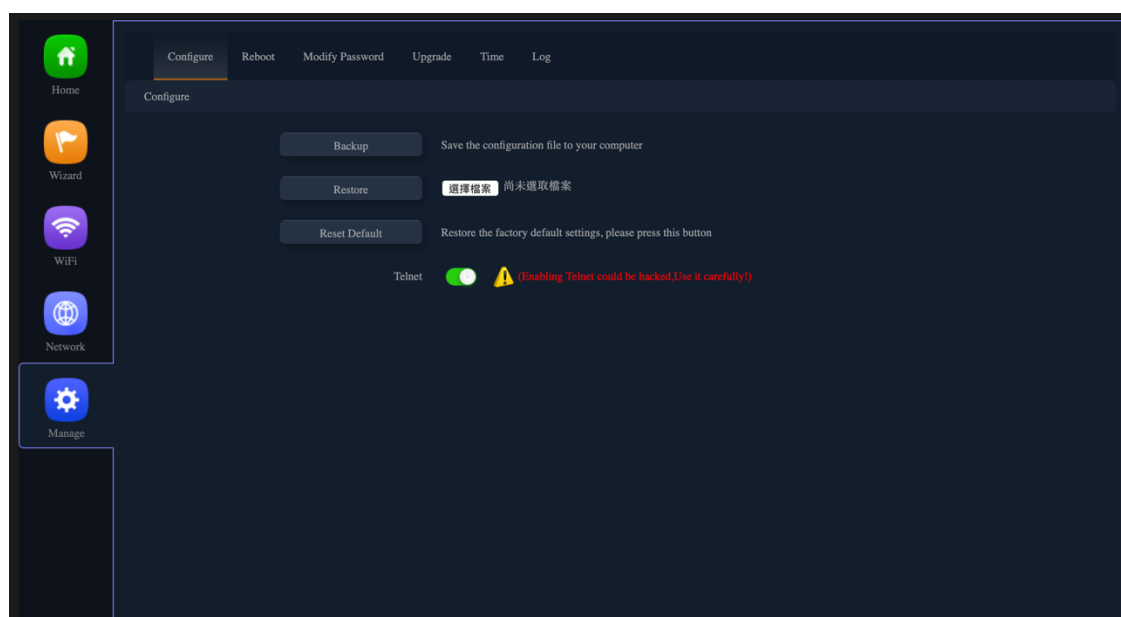 Home
Wizard
WiFi
Network
Manage
Configure Reboot Modify Password Upgrade Time Log
Configure
Backup Save the configuration file to your computer
Restore 選擇檔案 尚未選取檔案
Reset Default Restore the factory default settings, please press this button
Telnet (Enabling Telnet could be hacked,Use it carefully!)